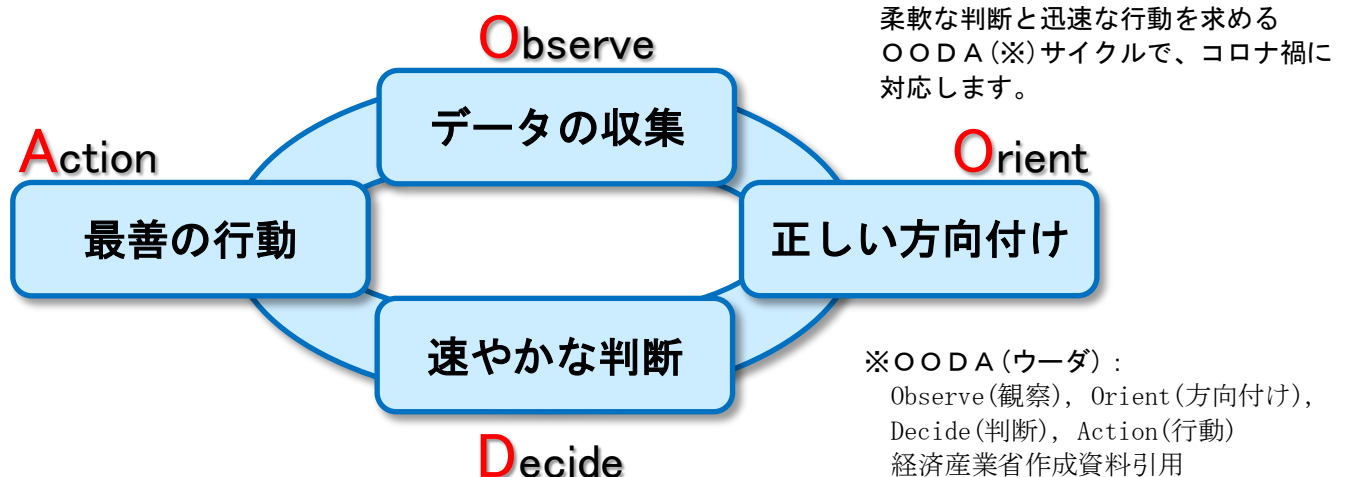 柔軟な判断と迅速な行動を求める
ＯＯＤＡ(※)サイクルで、コロナ禍に
対応します。
Observe
データの収集
Action
最善の行動
Orient
正しい方向付け
速やかな判断
Decide
※ＯＯＤＡ(ウーダ)：
Observe(観察), Orient(方向付け),
Decide(判断), Action(行動)
経済産業省作成資料引用